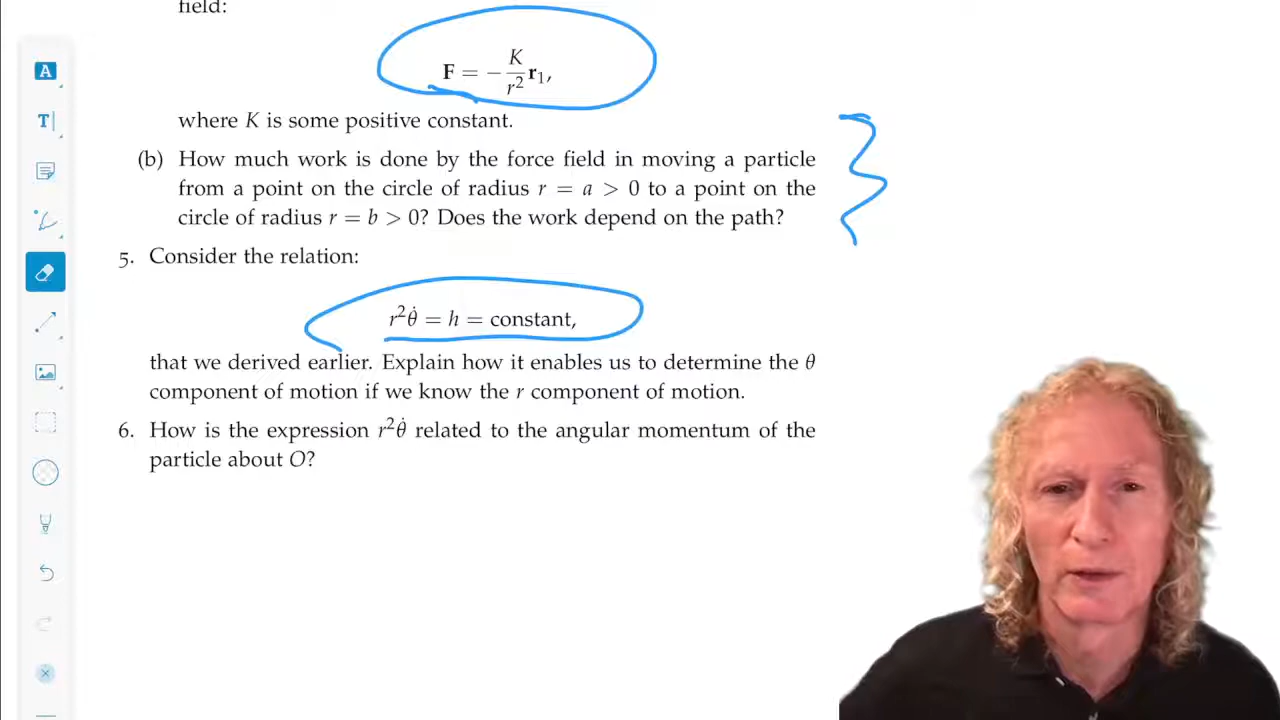 field:
F = − K/r² r₁,
where K is some positive constant.
(b) How much work is done by the force field in moving a particle
from a point on the circle of radius r = a > 0 to a point on the
circle of radius r = b > 0? Does the work depend on the path?
5. Consider the relation:
r²θ̇ = h = constant,
that we derived earlier. Explain how it enables us to determine the θ
component of motion if we know the r component of motion.
6. How is the expression r²θ̇ related to the angular momentum of the
particle about O?
A
T